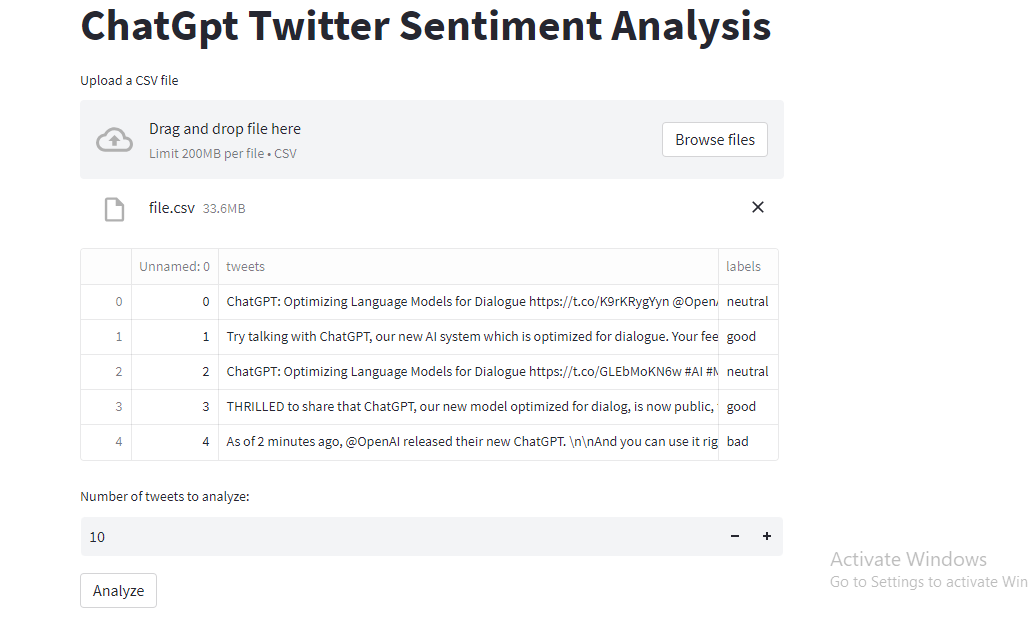 ChatGpt Twitter Sentiment Analysis
Upload a CSV file
Drag and drop file here
Limit 200MB per file • CSV
Browse files
file.csv 33.6MB
Unnamed: 0 tweets labels
0 0 ChatGPT: Optimizing Language Models for Dialogue https://t.co/K9rKRygYyn @OpenA neutral
1 1 Try talking with ChatGPT, our new AI system which is optimized for dialogue. Your fee good
2 2 ChatGPT: Optimizing Language Models for Dialogue https://t.co/GLEbMoKN6w #AI #M neutral
3 3 THRILLED to share that ChatGPT, our new model optimized for dialog, is now public, good
4 4 As of 2 minutes ago, @OpenAI released their new ChatGPT. \n\nAnd you can use it rig bad
Number of tweets to analyze:
10
Analyze
Activate Windows
Go to Settings to activate Win